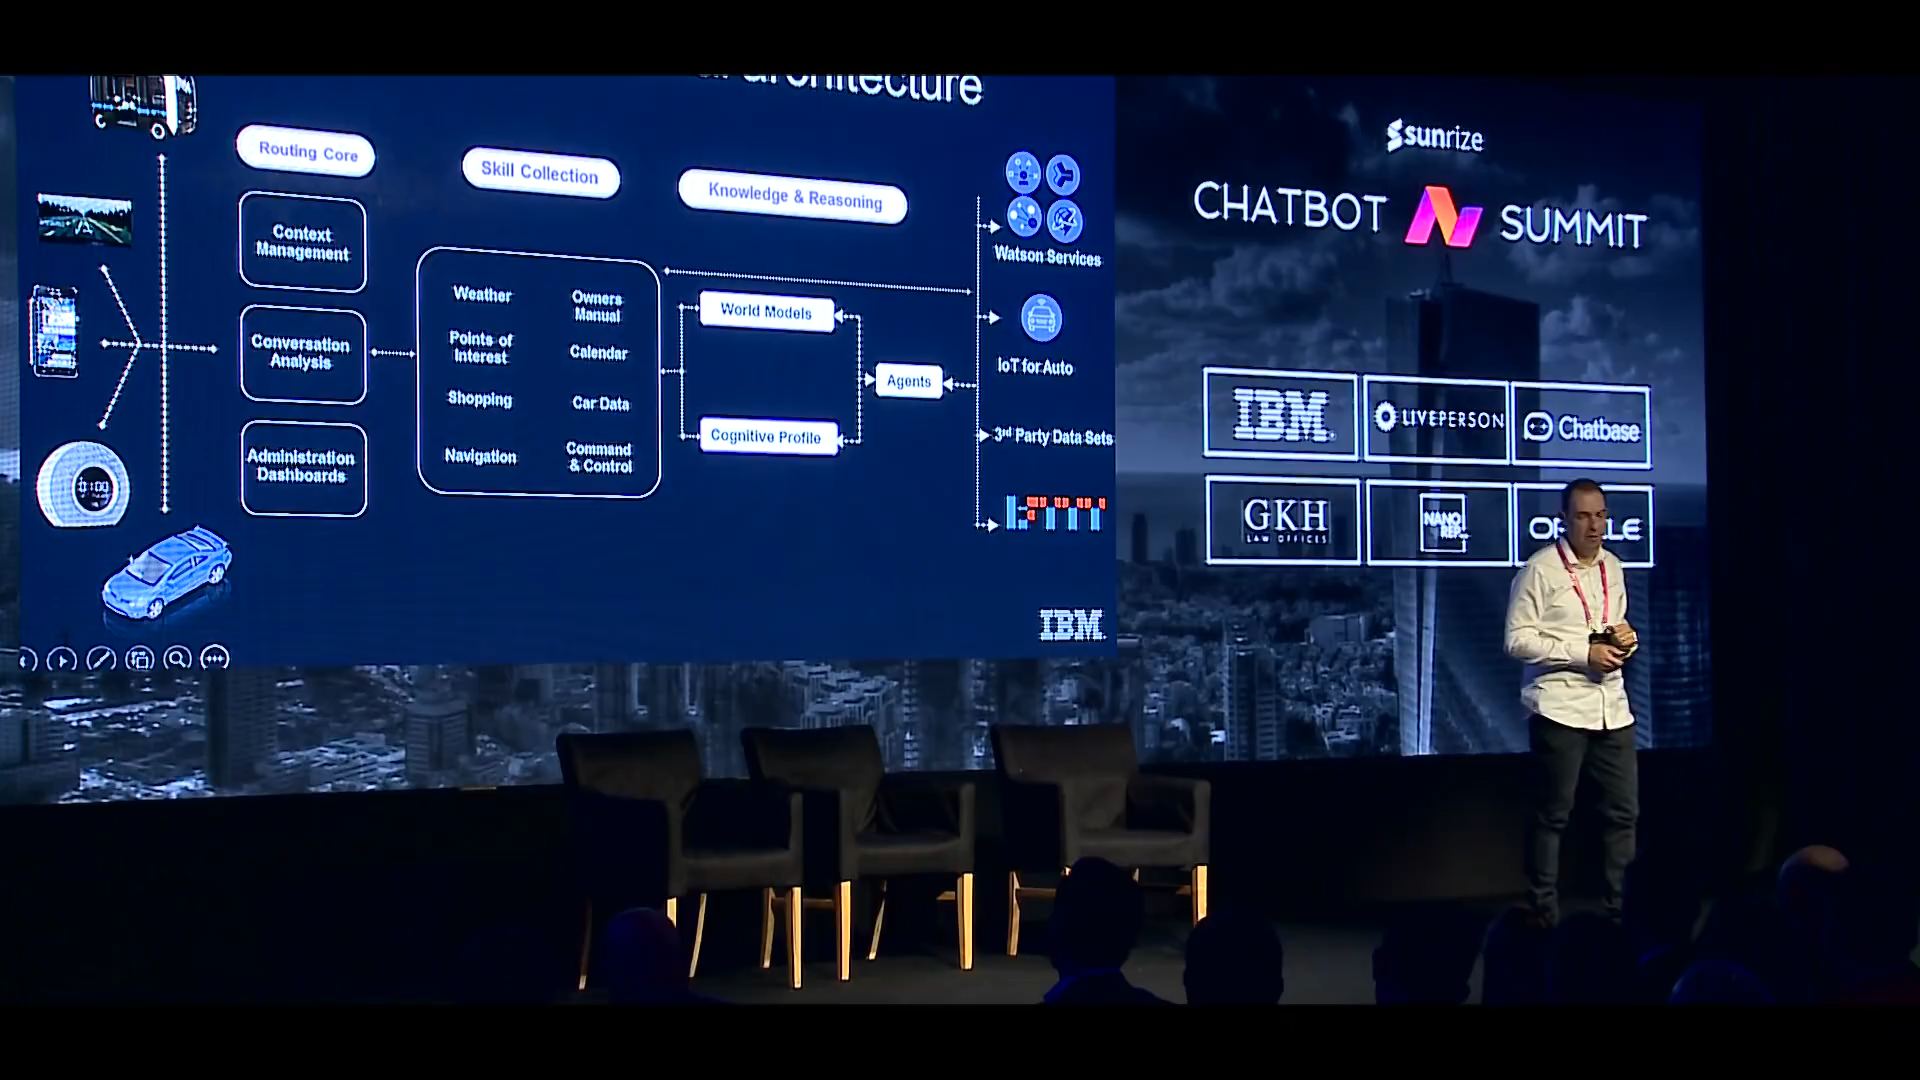 architecture
Routing Core
Skill Collection
Knowledge & Reasoning
Context
Management
Conversation
Analysis
Administration
Dashboards
Weather
Owners
Manual
Points of
Interest
Calendar
Shopping
Car Data
Navigation
Command
& Control
World Models
Cognitive Profile
Agents
Watson Services
IoT for Auto
3rd Party Data Sets
IBM
sunrize
CHATBOT SUMMIT
IBM
LIVEPERSON
Chatbase
GKH
LAW OFFICES
NANO
REP